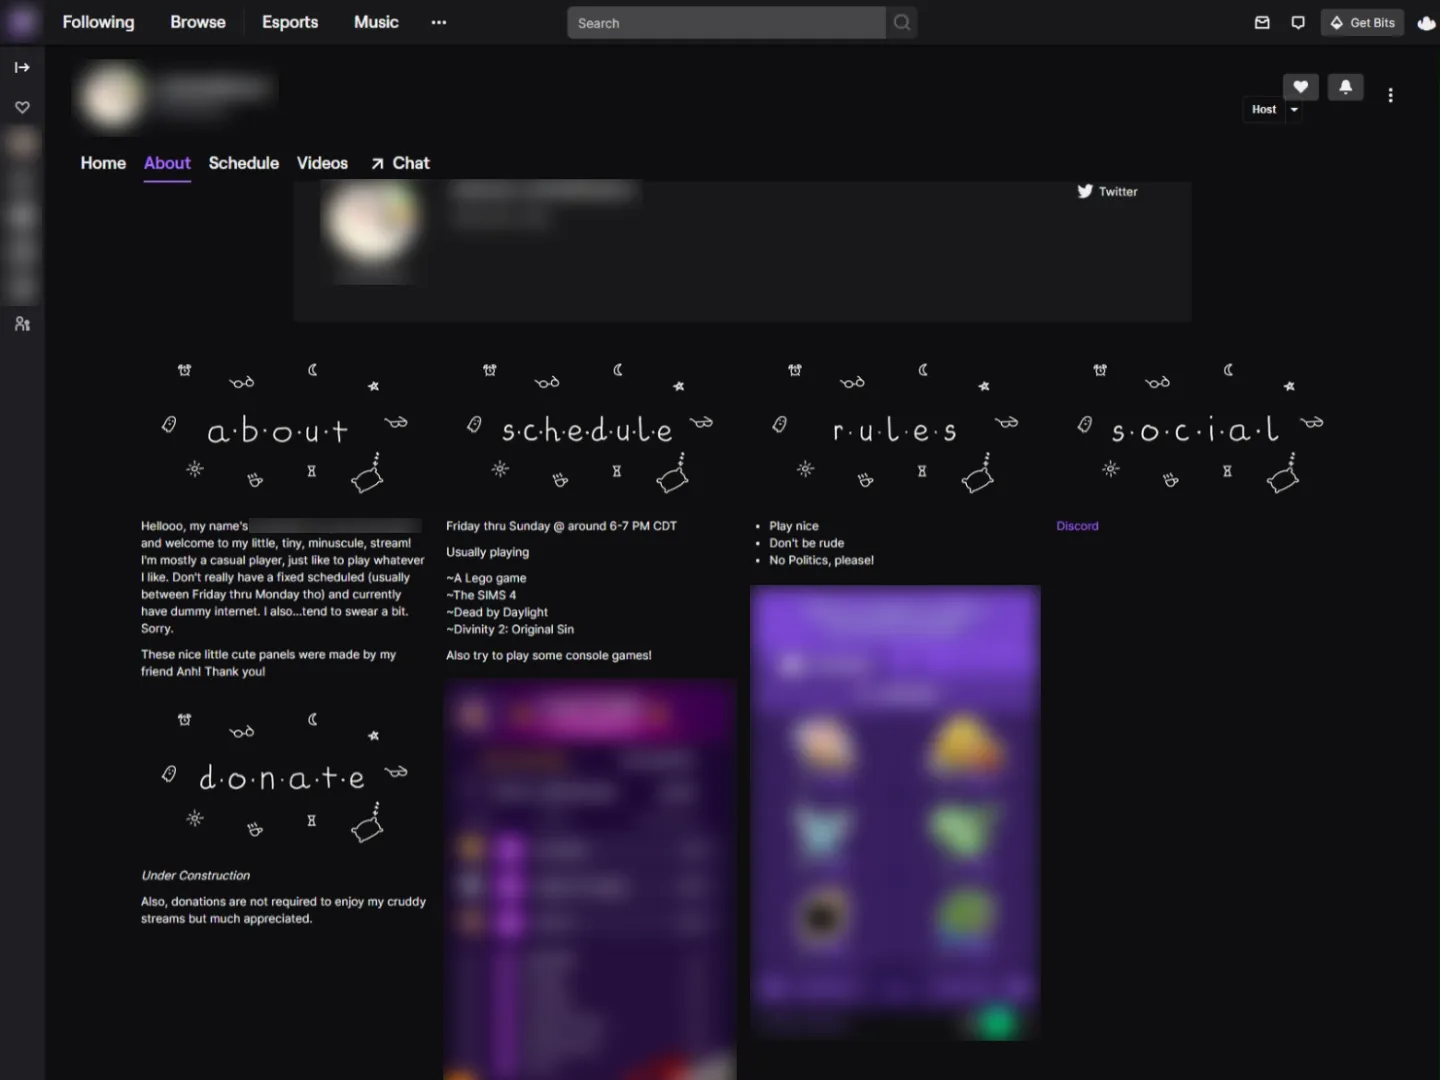 Following Browse Esports Music
Search
Get Bits
Host
Home About Schedule Videos Chat
Twitter
a·b·o·u·t
Hellooo, my name's
and welcome to my little, tiny, minuscule, stream!
I'm mostly a casual player, just like to play whatever
I like. Don't really have a fixed scheduled (usually
between Friday thru Monday tho) and currently
have dummy internet. I also...tend to swear a bit.
Sorry.
These nice little cute panels were made by my
friend Anh! Thank you!
d·o·n·a·t·e
Under Construction
Also, donations are not required to enjoy my cruddy
streams but much appreciated.
s·c·h·e·d·u·l·e
Friday thru Sunday @ around 6-7 PM CDT
Usually playing
~A Lego game
~The SIMS 4
~Dead by Daylight
~Divinity 2: Original Sin
Also try to play some console games!
r·u·l·e·s
• Play nice
• Don't be rude
• No Politics, please!
s·o·c·i·a·l
Discord